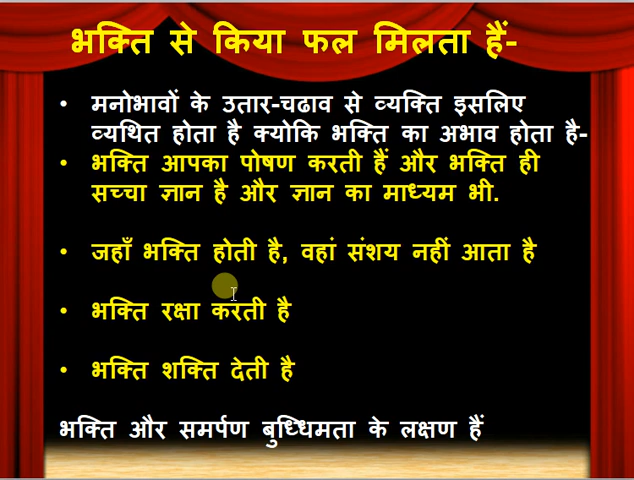 भक्ति से किया फल मिलता हैं-
• मनोभावों के उतार-चढाव से व्यक्ति इसलिए
व्यथित होता है क्योकि भक्ति का अभाव होता है-
• भक्ति आपका पोषण करती हैं और भक्ति ही
सच्चा ज्ञान है और ज्ञान का माध्यम भी.
• जहाँ भक्ति होती है, वहां संशय नहीं आता है
• भक्ति रक्षा करती है
• भक्ति शक्ति देती है
भक्ति और समर्पण बुध्धिमता के लक्षण हैं